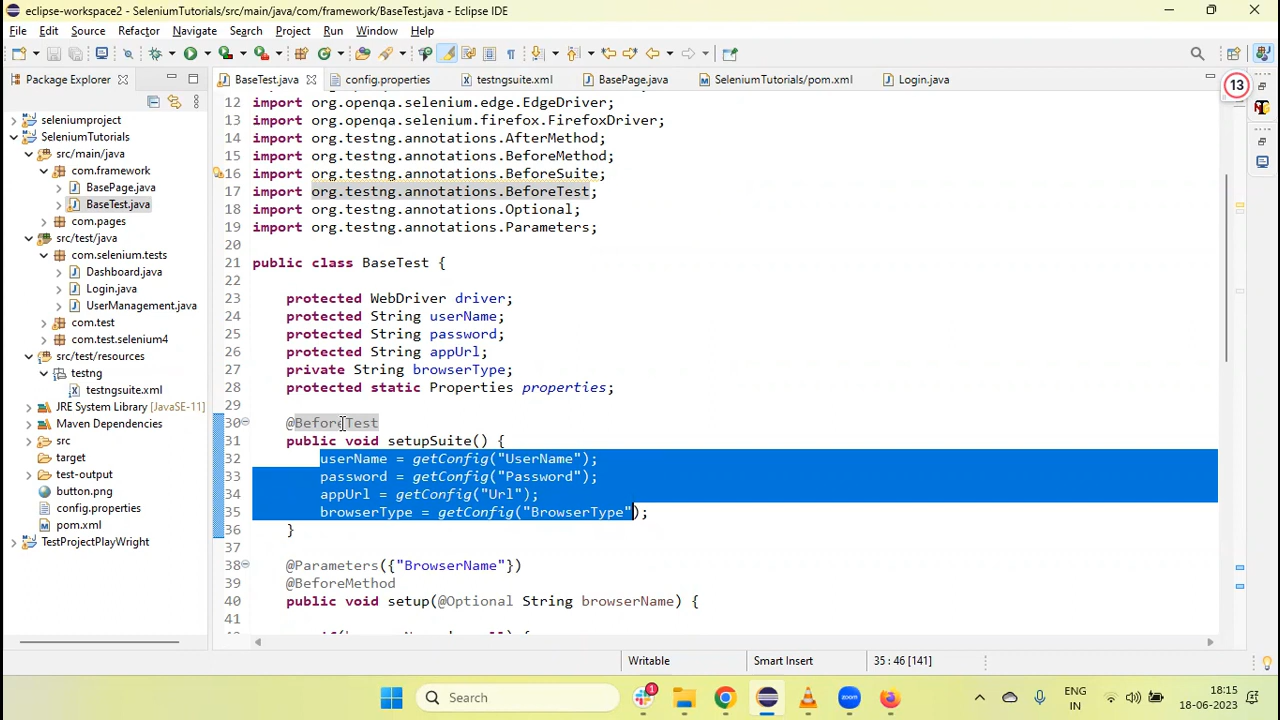 eclipse-workspace2 - SeleniumTutorials/src/main/java/com/framework/BaseTest.java - Eclipse IDE
File Edit Source Refactor Navigate Search Project Run Window Help
Package Explorer
BaseTest.java config.properties testngsuite.xml BasePage.java SeleniumTutorials/pom.xml Login.java
13
seleniumproject
SeleniumTutorials
src/main/java
com.framework
BasePage.java
BaseTest.java
com.pages
src/test/java
com.selenium.tests
Dashboard.java
Login.java
UserManagement.java
com.test
com.test.selenium4
src/test/resources
testng
testngsuite.xml
JRE System Library [JavaSE-11]
Maven Dependencies
src
target
test-output
button.png
config.properties
pom.xml
TestProjectPlayWright
12 import org.openqa.selenium.edge.EdgeDriver;
13 import org.openqa.selenium.firefox.FirefoxDriver;
14 import org.testng.annotations.AfterMethod;
15 import org.testng.annotations.BeforeMethod;
16 import org.testng.annotations.BeforeSuite;
17 import org.testng.annotations.BeforeTest;
18 import org.testng.annotations.Optional;
19 import org.testng.annotations.Parameters;
20
21 public class BaseTest {
22
23 protected WebDriver driver;
24 protected String userName;
25 protected String password;
26 protected String appUrl;
27 private String browserType;
28 protected static Properties properties;
29
30 @BeforeTest
31 public void setupSuite() {
32 userName = getConfig("UserName");
33 password = getConfig("Password");
34 appUrl = getConfig("Url");
35 browserType = getConfig("BrowserType");
36 }
37
38 @Parameters({"BrowserName"})
39 @BeforeMethod
40 public void setup(@Optional String browserName) {
41
Writable Smart Insert 35 : 46 [141]
Search
1
zoom
ENG
IN
18:15
18-06-2023